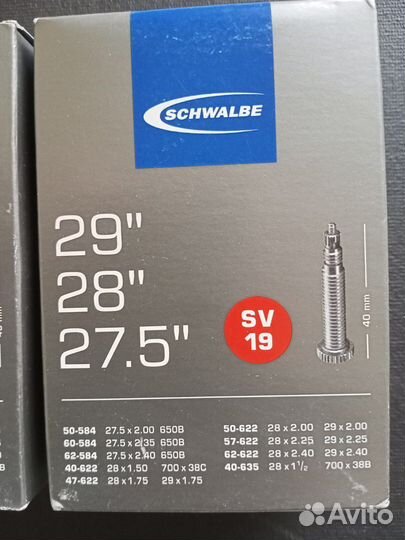 SCHWALBE
29"
28"
27.5"
SV
19
40 mm
50-584 27.5 x 2.00 650B
60-584 27.5 x 2.35 650B
62-584 27.5 x 2.40 650B
40-622 28 x 1.50 700 x 38C
47-622 28 x 1.75 29 x 1.75
50-622 28 x 2.00 29 x 2.00
57-622 28 x 2.25 29 x 2.25
62-622 28 x 2.40 29 x 2.40
40-635 28 x 1 1/2 700 x 38B
Avito